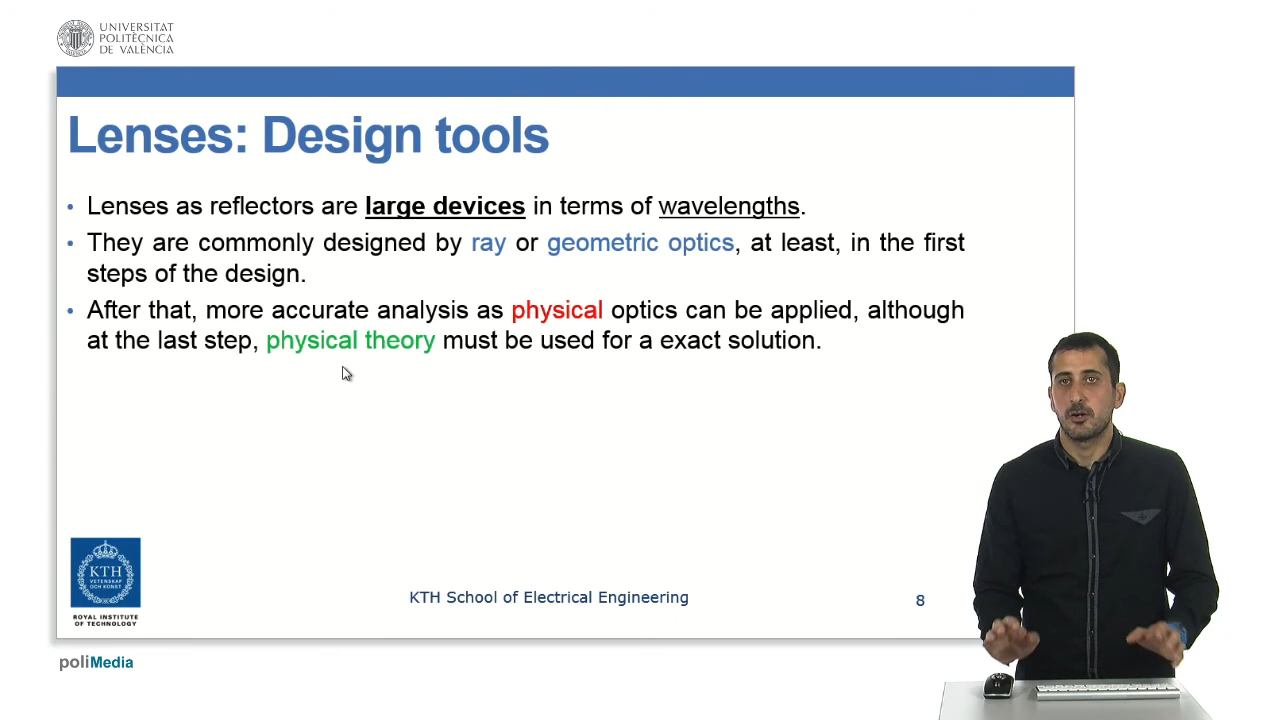 UNIVERSITAT
POLITÈCNICA
DE VALÈNCIA
Lenses: Design tools
• Lenses as reflectors are large devices in terms of wavelengths.
• They are commonly designed by ray or geometric optics, at least, in the first
steps of the design.
• After that, more accurate analysis as physical optics can be applied, although
at the last step, physical theory must be used for a exact solution.
KTH
VETENSKAP
OCH KONST
ROYAL INSTITUTE
OF TECHNOLOGY
KTH School of Electrical Engineering
8
poliMedia